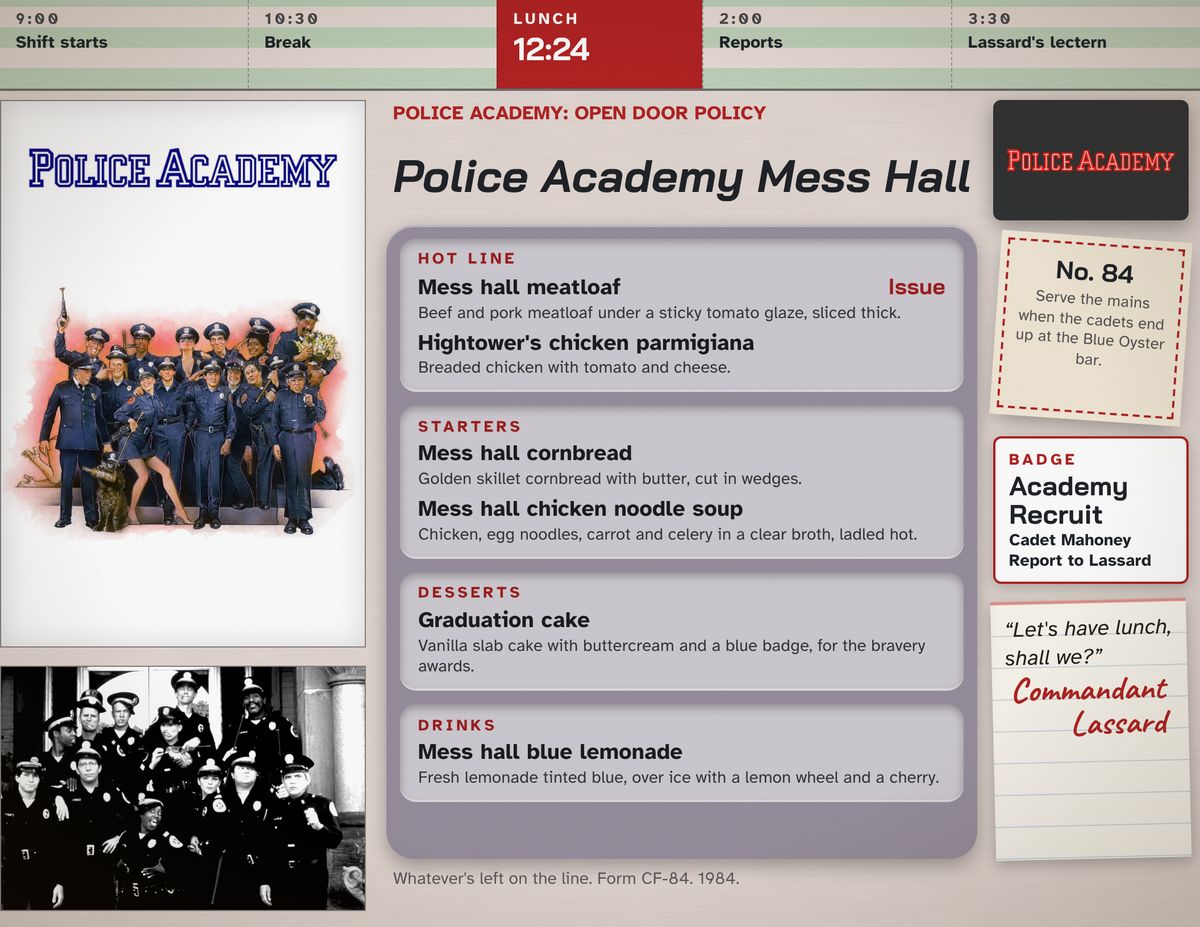 9:00
Shift starts
10:30
Break
LUNCH
12:24
2:00
Reports
3:30
Lassard's lectern
POLICE ACADEMY
POLICE ACADEMY: OPEN DOOR POLICY
Police Academy Mess Hall
HOT LINE
Mess hall meatloaf
Issue
Beef and pork meatloaf under a sticky tomato glaze, sliced thick.
Hightower's chicken parmigiana
Breaded chicken with tomato and cheese.
STARTERS
Mess hall cornbread
Golden skillet cornbread with butter, cut in wedges.
Mess hall chicken noodle soup
Chicken, egg noodles, carrot and celery in a clear broth, ladled hot.
DESSERTS
Graduation cake
Vanilla slab cake with buttercream and a blue badge, for the bravery
awards.
DRINKS
Mess hall blue lemonade
Fresh lemonade tinted blue, over ice with a lemon wheel and a cherry.
Whatever's left on the line. Form CF-84. 1984.
POLICE ACADEMY
No. 84
Serve the mains
when the cadets end
up at the Blue Oyster
bar.
BADGE
Academy
Recruit
Cadet Mahoney
Report to Lassard
“Let's have lunch,
shall we?”
Commandant
Lassard